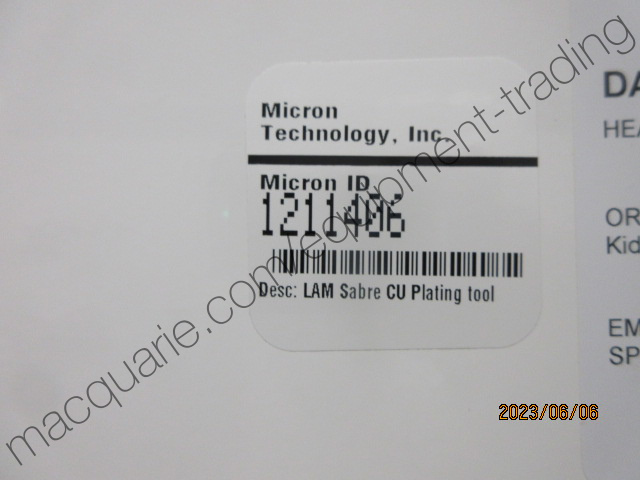 Micron
Technology, Inc.
Micron ID
1211406
Desc: LAM Sabre CU Plating tool
DA
HEA
OR
Kid
EM
SP
2023/06/06
macquarie.com/equipment-trading